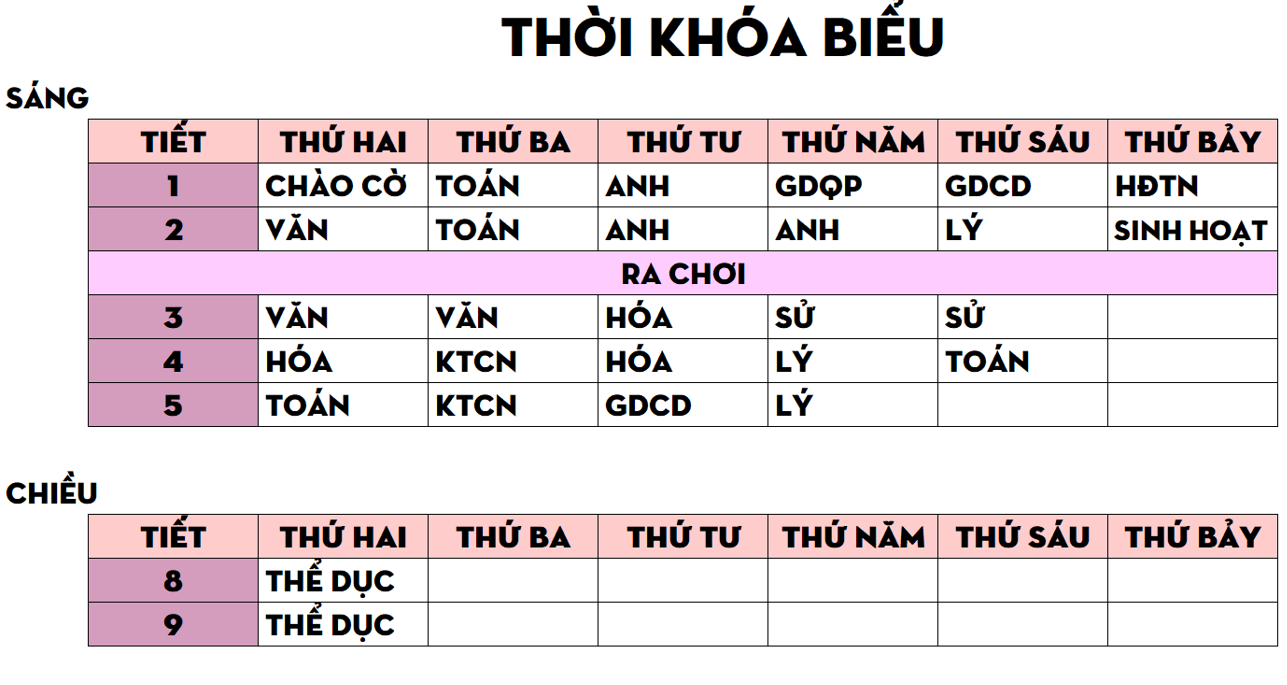 THỜI KHÓA BIỂU
SÁNG
TIẾT THỨ HAI THỨ BA THỨ TƯ THỨ NĂM THỨ SÁU THỨ BẢY
1 CHÀO CỜ TOÁN ANH GDQP GDCD HĐTN
2 VĂN TOÁN ANH ANH LÝ SINH HOẠT
RA CHƠI
3 VĂN VĂN HÓA SỬ SỬ
4 HÓA KTCN HÓA LÝ TOÁN
5 TOÁN KTCN GDCD LÝ
CHIỀU
TIẾT THỨ HAI THỨ BA THỨ TƯ THỨ NĂM THỨ SÁU THỨ BẢY
8 THỂ DỤC
9 THỂ DỤC